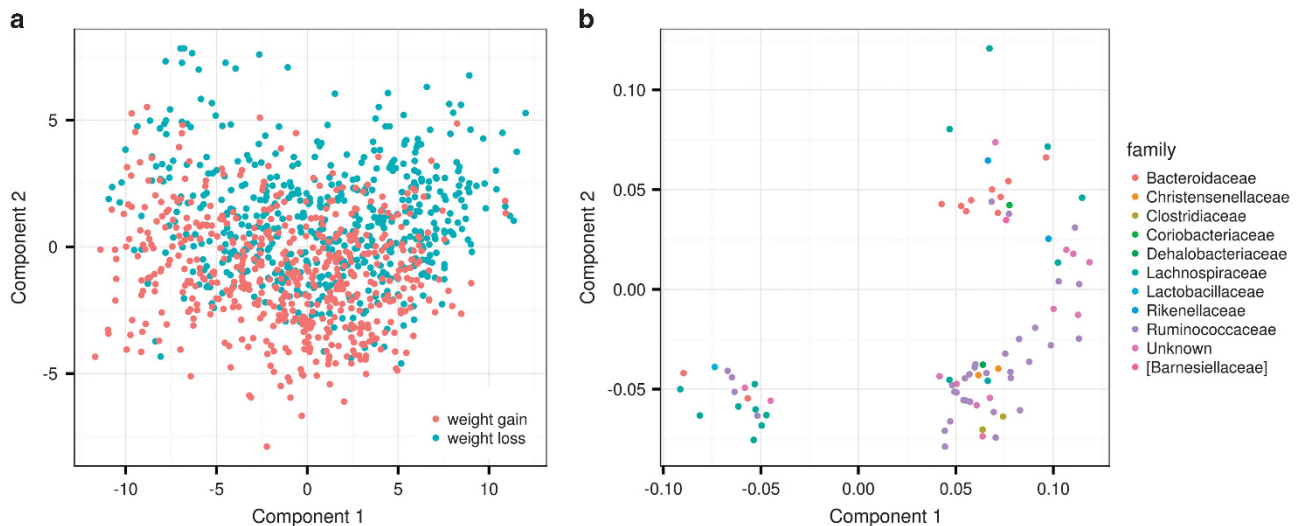 a
5
0
-5
Component 2
-10
-5
0
5
10
Component 1
weight gain
weight loss
b
0.10
0.05
0.00
-0.05
Component 2
-0.10
-0.05
0.00
0.05
0.10
Component 1
family
Bacteroidaceae
Christensenellaceae
Clostridiaceae
Coriobacteriaceae
Dehalobacteriaceae
Lachnospiraceae
Lactobacillaceae
Rikenellaceae
Ruminococcaceae
Unknown
[Barnesiellaceae]